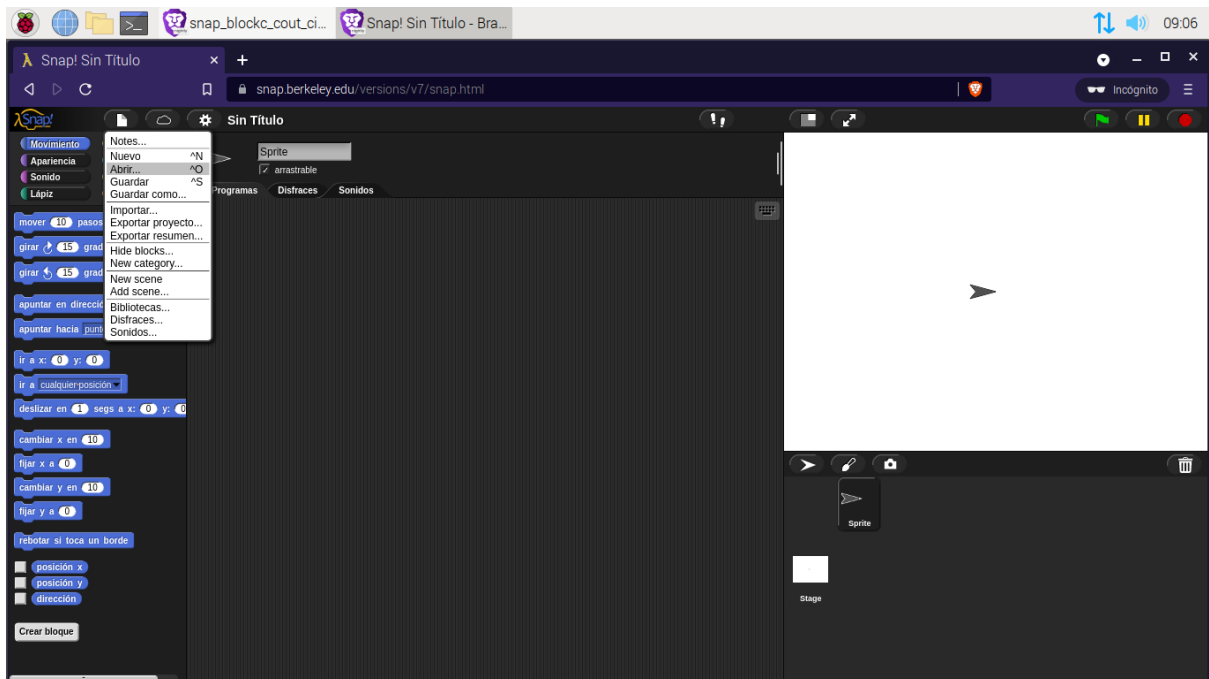 snap_blockc_cout_ci...
Snap! Sin Título - Bra...
09:06
Snap! Sin Título
snap.berkeley.edu/versions/v7/snap.html
Incógnito
Snap!
Sin Título
Movimiento
Apariencia
Sonido
Lápiz
Notes...
Nuevo ^N
Abrir... ^O
Guardar ^S
Guardar como...
Importar...
Exportar proyecto...
Exportar resumen...
Hide blocks...
New category...
New scene
Add scene...
Bibliotecas...
Disfraces...
Sonidos...
Sprite
arrastrable
Programas Disfraces Sonidos
mover 10 pasos
girar 15 grad
girar 15 grad
apuntar en direcció
apuntar hacia
ir a x: 0 y: 0
ir a cualquier posición
deslizar en 1 segs a x: 0 y: 0
cambiar x en 10
fijar x a 0
cambiar y en 10
fijar y a 0
rebotar si toca un borde
posición x
posición y
dirección
Crear bloque
Sprite
Stage